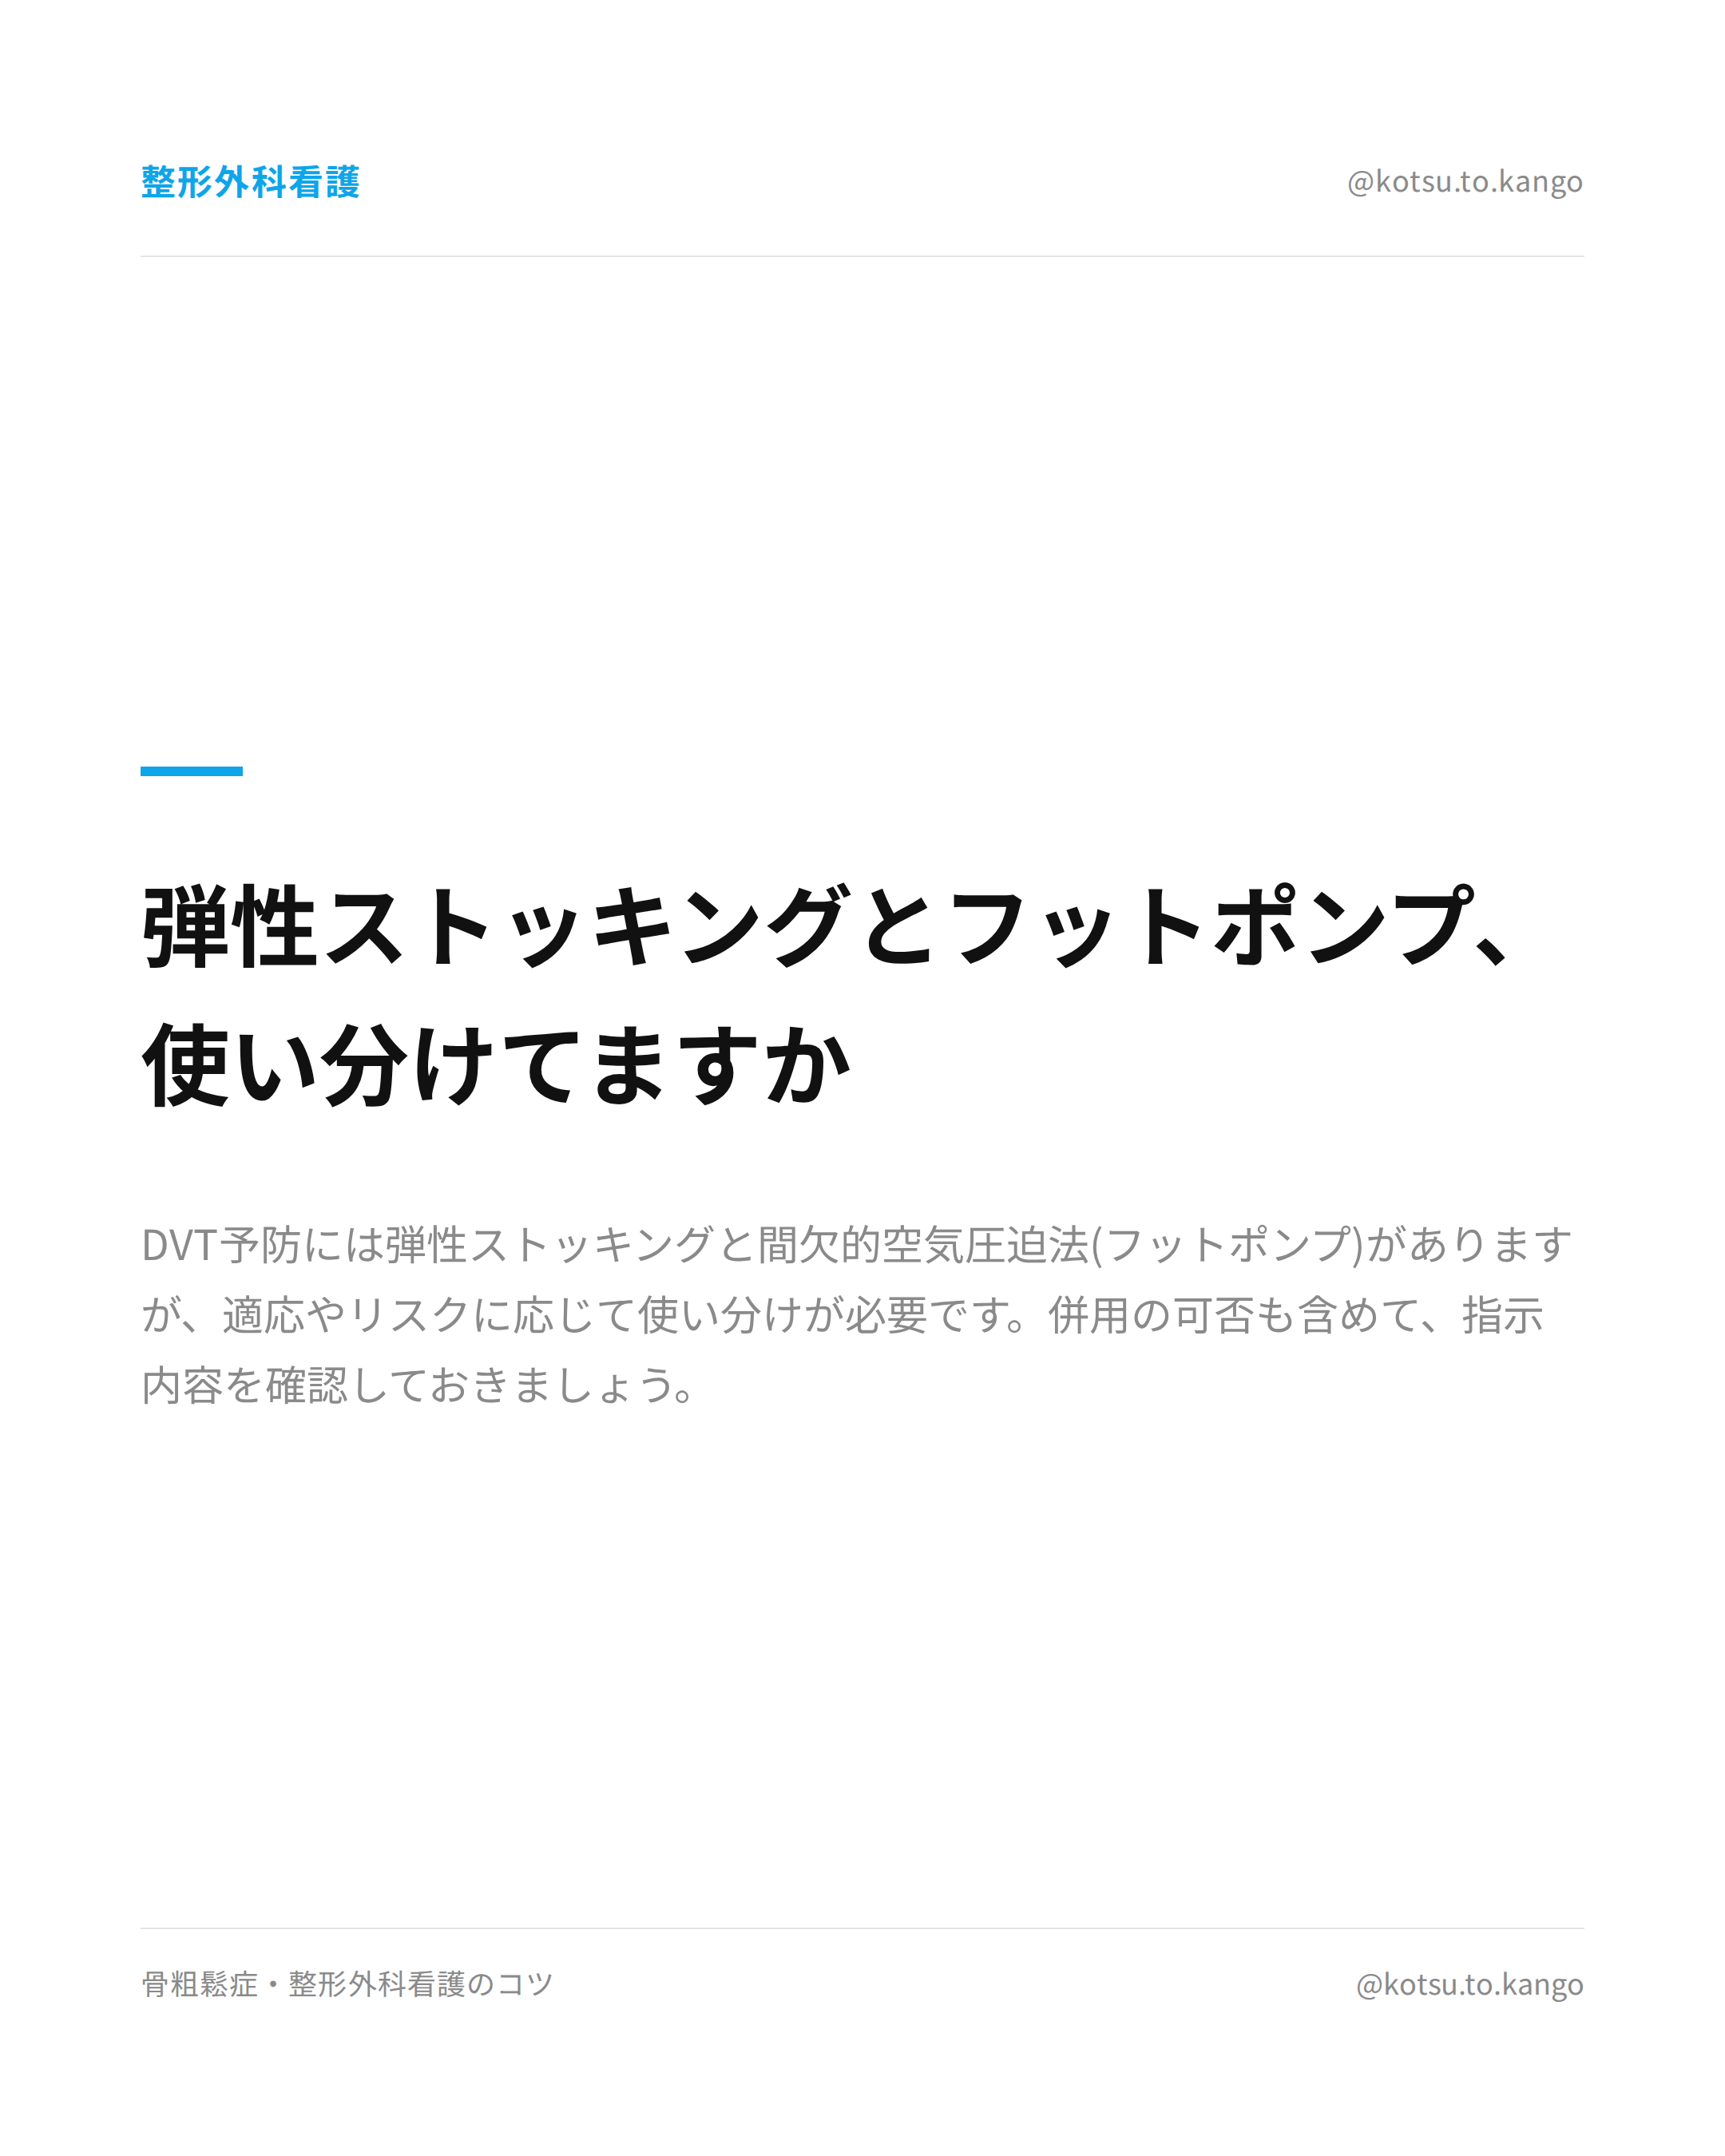 整形外科看護
@kotsu.to.kango
弾性ストッキングとフットポンプ、
使い分けてますか
DVT予防には弾性ストッキングと間欠的空気圧迫法(フットポンプ)があります
が、適応やリスクに応じて使い分けが必要です。併用の可否も含めて、指示
内容を確認しておきましょう。
骨粗鬆症・整形外科看護のコツ
@kotsu.to.kango